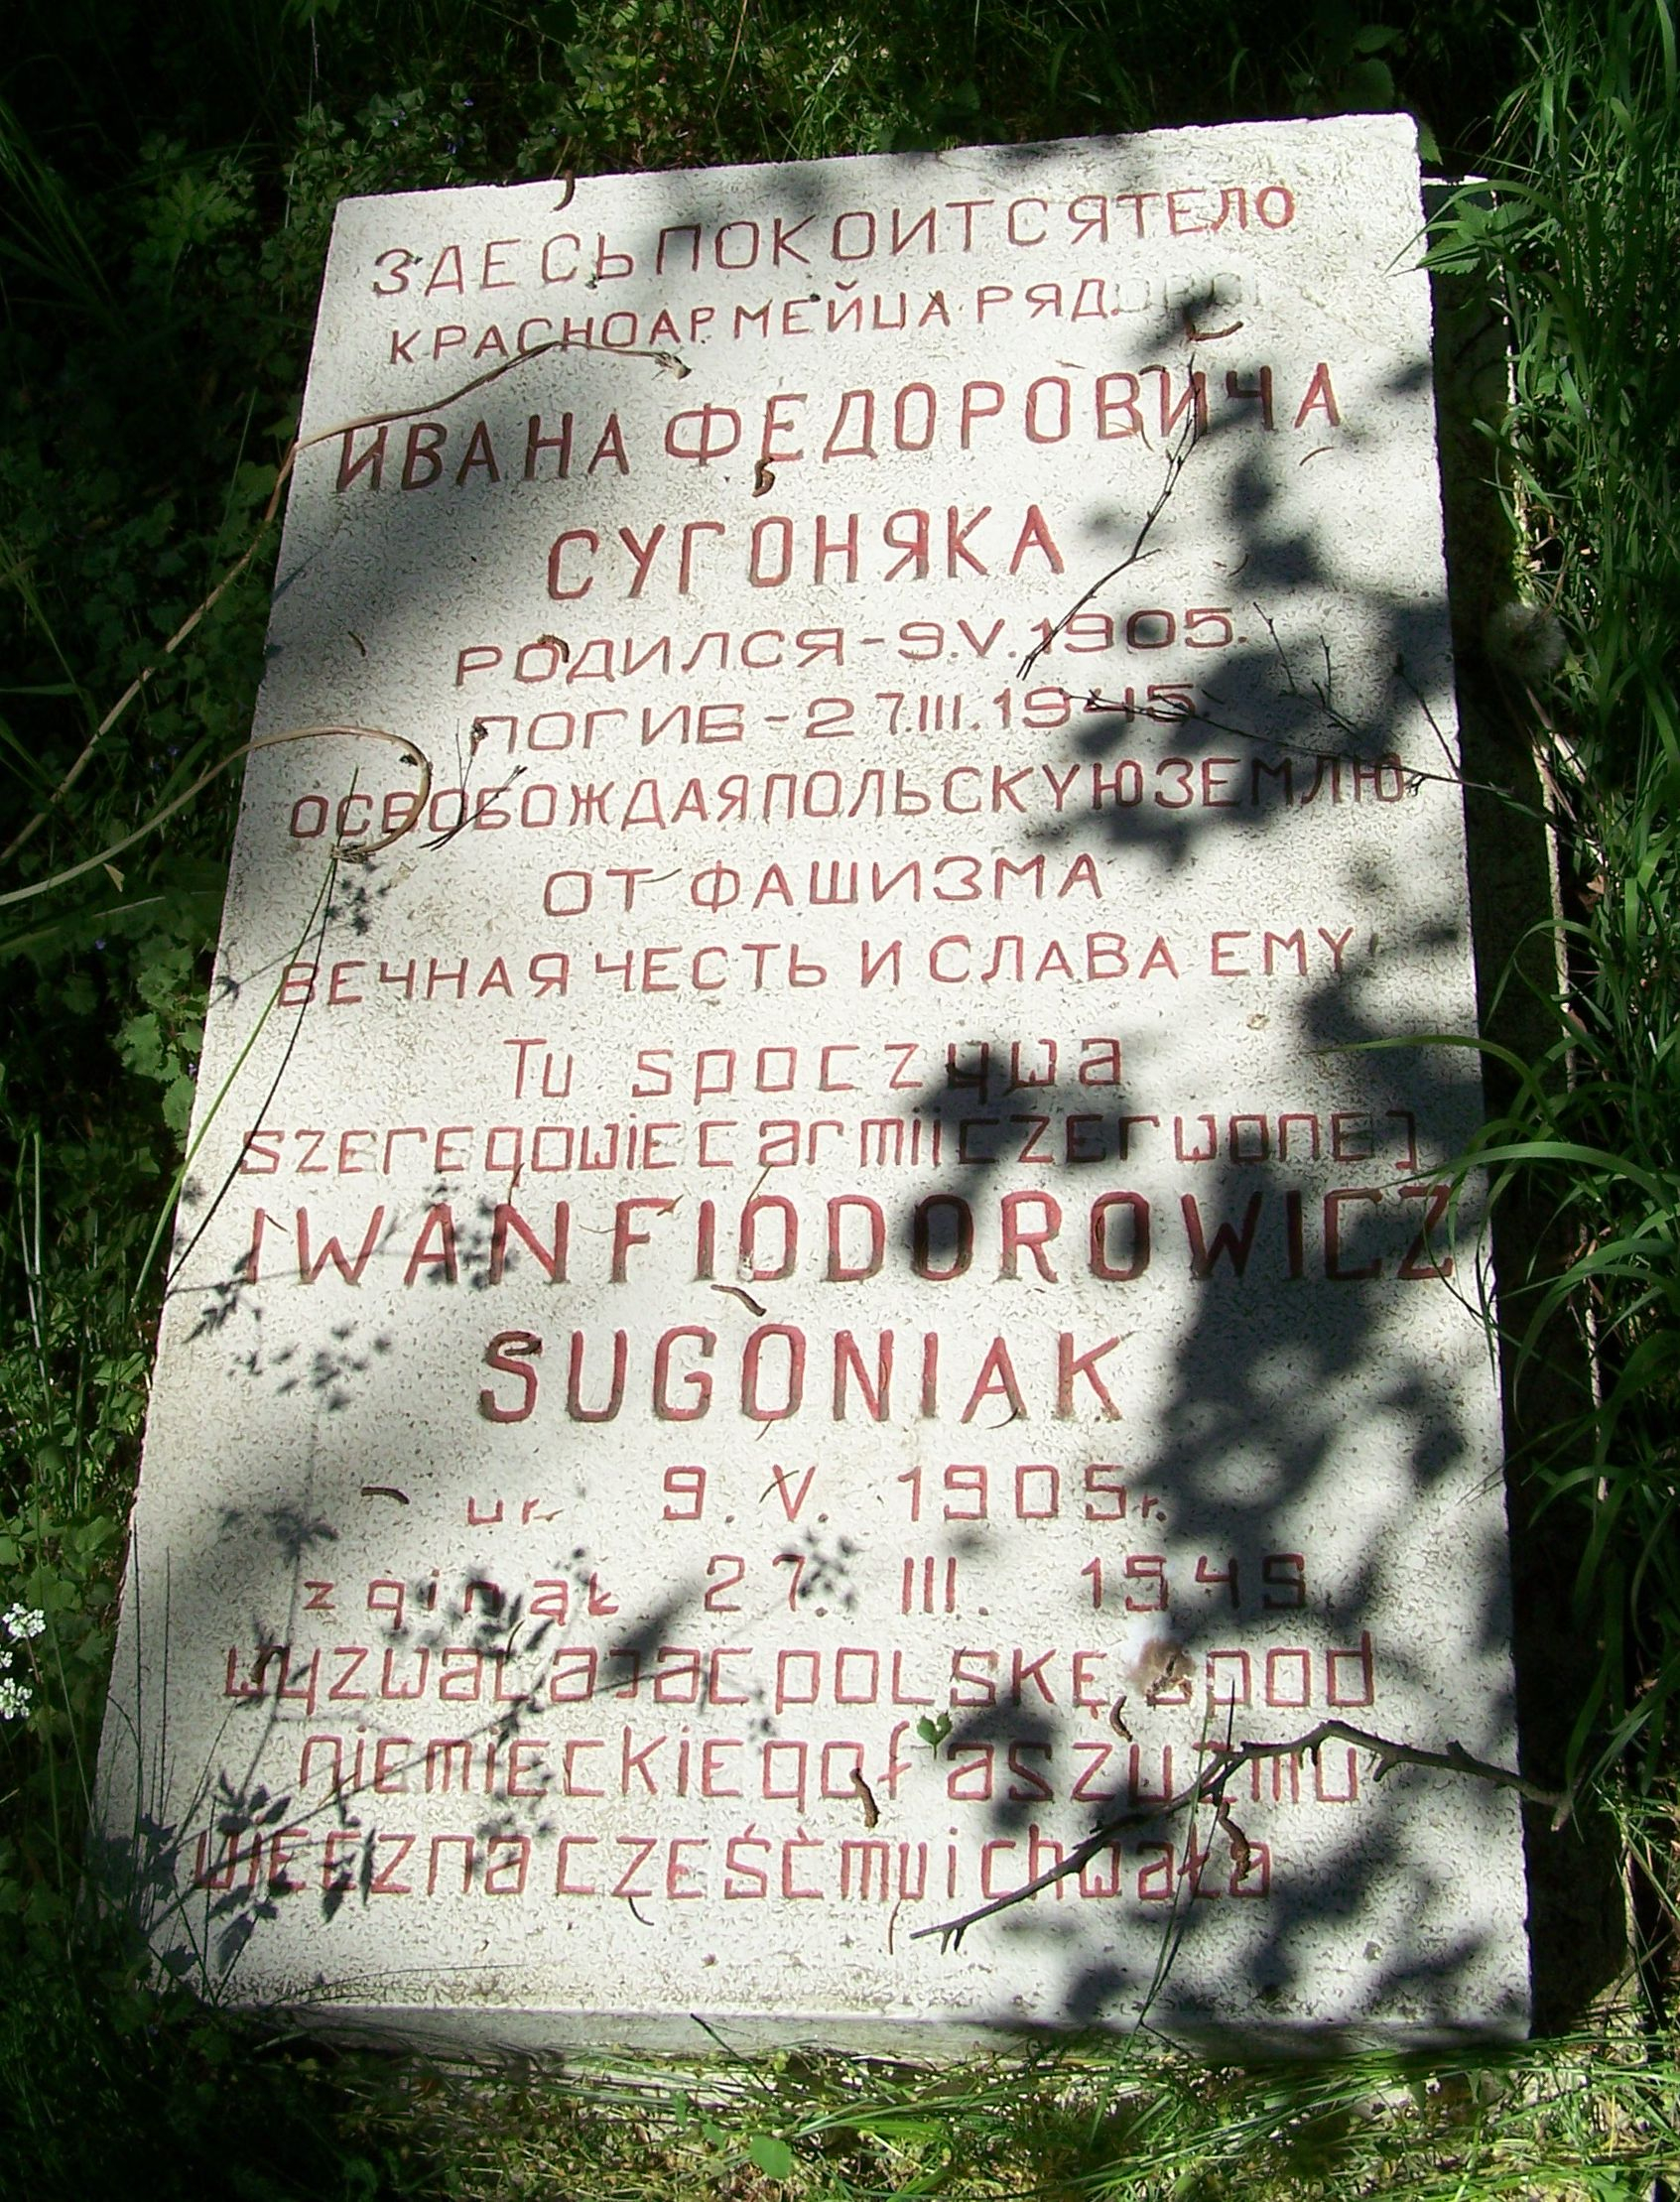 ЗДЕСЬ ПОКОИТСЯ ТЕЛО
КРАСНОАРМЕЙЦА РЯДОВОГО
ИВАНА ФЕДОРОВИЧА
СУГОНЯКА
РОДИЛСЯ - 9.V.1905.
ПОГИБ - 27.III.1945.
ОСВОБОЖДАЯ ПОЛЬСКУЮ ЗЕМЛЮ
ОТ ФАШИЗМА
ВЕЧНАЯ ЧЕСТЬ И СЛАВА ЕМУ!
Tu spoczywa
szeregowiec armii czerwonej
IWAN FIODOROWICZ
SUGONIAK
ur. 9. V. 1905r.
zginął 27. III. 1945.
wyzwalając polskę spod
niemieckiego faszyzmu
wieczna cześć mu i chwała